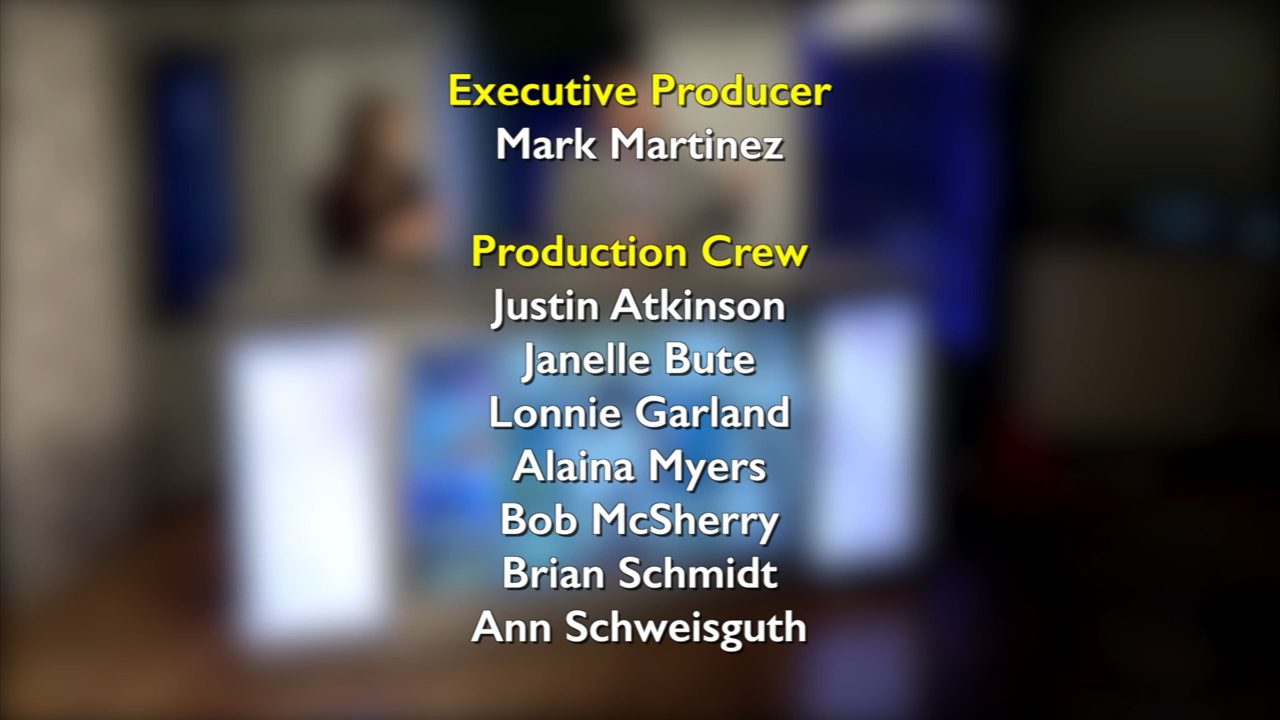 Executive Producer
Mark Martinez
Production Crew
Justin Atkinson
Janelle Bute
Lonnie Garland
Alaina Myers
Bob McSherry
Brian Schmidt
Ann Schweisguth